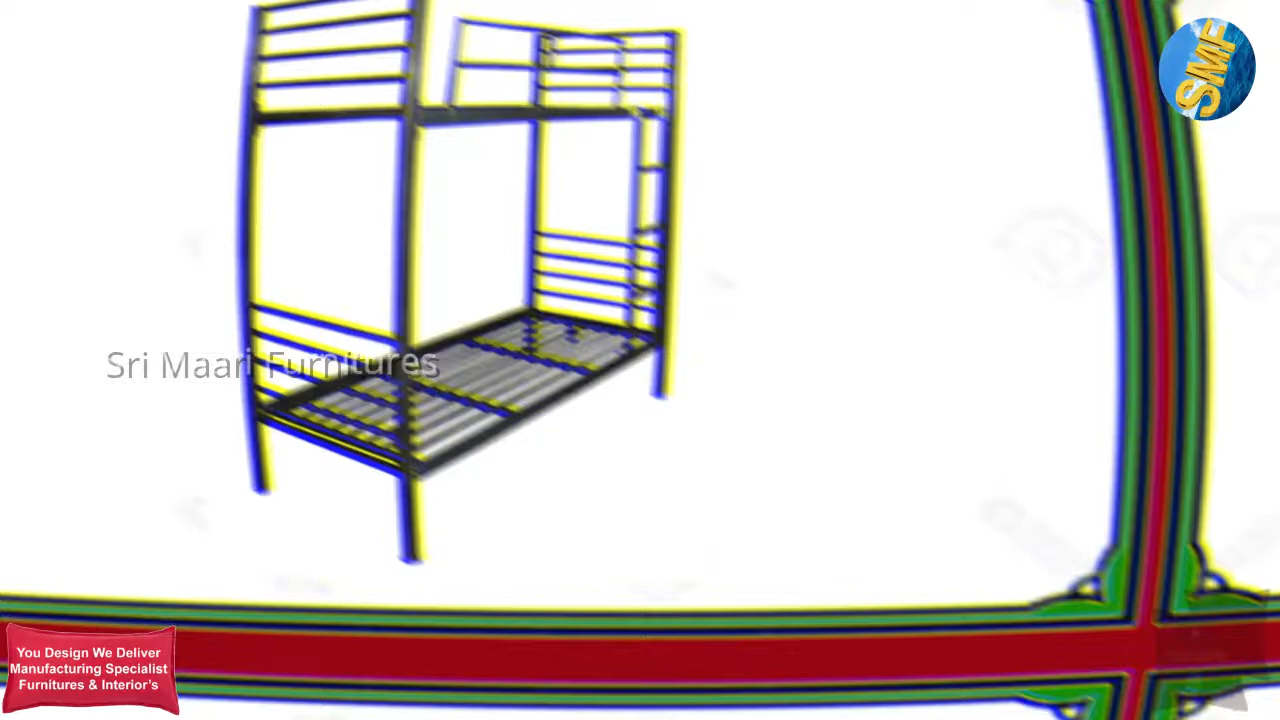 SMF
Sri Maari Furnitures
You Design We Deliver
Manufacturing Specialist
Furnitures & Interior's